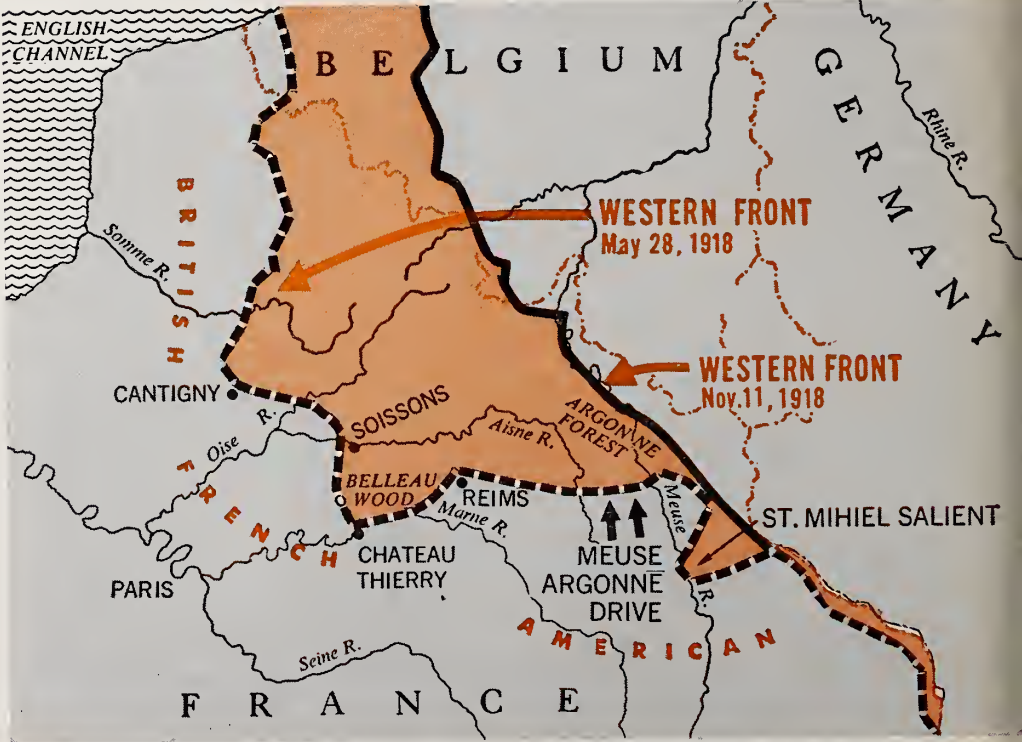 ENGLISH
CHANNEL
BELGIUM
GERMANY
Rhine R.
BRITISH
WESTERN FRONT
May 28, 1918
Somme R.
WESTERN FRONT
Nov. 11, 1918
CANTIGNY
SOISSONS
ARGONNE
FOREST
Oise R.
Aisne R.
FRENCH
BELLEAU
WOOD
REIMS
Marne R.
Meuse R.
ST. MIHIEL SALIENT
CHATEAU
THIERRY
MEUSE
ARGONNE
DRIVE
PARIS
AMERICAN
Seine R.
FRANCE